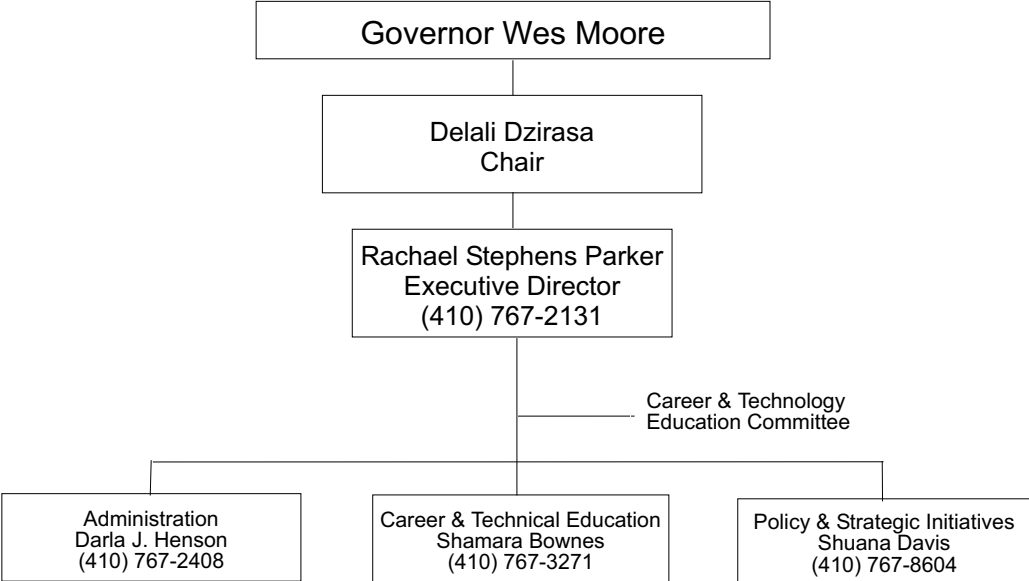 Governor Wes Moore
Delali Dzirasa
Chair
Rachael Stephens Parker
Executive Director
(410) 767-2131
Career & Technology
Education Committee
Administration
Darla J. Henson
(410) 767-2408
Career & Technical Education
Shamara Bownes
(410) 767-3271
Policy & Strategic Initiatives
Shuana Davis
(410) 767-8604